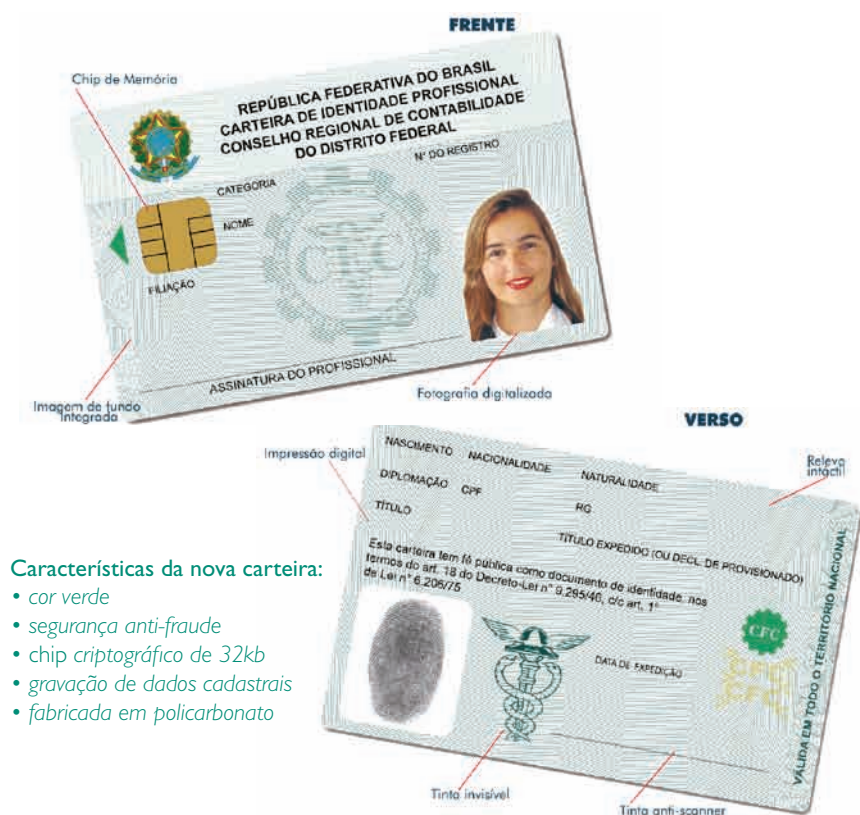 FRENTE
Chip de Memória
REPÚBLICA FEDERATIVA DO BRASIL
CARTEIRA DE IDENTIDADE PROFISSIONAL
CONSELHO REGIONAL DE CONTABILIDADE
DO DISTRITO FEDERAL
Nº DO REGISTRO
CATEGORIA
NOME
CFC
FILIAÇÃO
ASSINATURA DO PROFISSIONAL
Imagem de fundo
Integrada
Fotografia digitalizada
VERSO
Impressão digital
Relevo
intáctil
NASCIMENTO NACIONALIDADE NATURALIDADE
DIPLOMAÇÃO CPF RG
TÍTULO TÍTULO EXPEDIDO (OU DECL. DE PROVISIONADO)
Esta carteira tem fé pública como documento de identidade, nos
termos do art. 18 do Decreto-Lei nº 9.295/46, c/c art. 1º
de Lei nº 6.206/75
CFC
DATA DE EXPEDIÇÃO
CFC
CFC
VÁLIDA EM TODO O TERRITÓRIO NACIONAL
Tinta invisível
Tinta anti-scanner
Características da nova carteira:
• cor verde
• segurança anti-fraude
• chip criptográfico de 32kb
• gravação de dados cadastrais
• fabricada em policarbonato